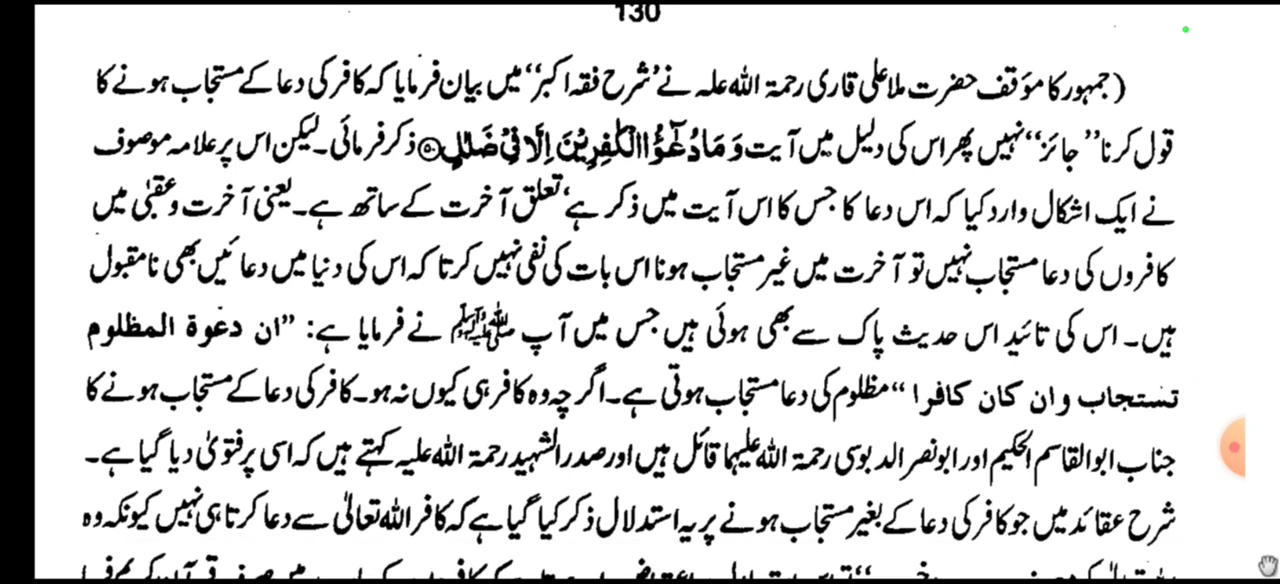 130
(جمہور کا مؤقف حضرت ملا علی قاری رحمۃ اللہ علہ نے ’’شرح فقہ اکبر‘‘ میں بیان فرمایا کہ کافر کی دعا کے مستجاب ہونے کا
قول کرنا ’’جائز‘‘ نہیں پھر اس کی دلیل میں آیت وَمَا دُعٰٓؤُا الْكٰفِرِيْنَ اِلَّا فِيْ ضَلٰلٍ۝۵۰ ذکر فرمائی۔ لیکن اس پر علامہ موصوف
نے ایک اشکال وارد کیا کہ اس دعا کا جس کا اس آیت میں ذکر ہے‘ تعلق آخرت کے ساتھ ہے۔ یعنی آخرت وعقبیٰ میں
کافروں کی دعا مستجاب نہیں تو آخرت میں غیر مستجاب ہونا اس بات کی نفی نہیں کرتا کہ اس کی دنیا میں دعائیں بھی نامقبول
ہیں۔ اس کی تائید اس حدیث پاک سے بھی ہوئی ہیں جس میں آپ ﷺ نے فرمایا ہے: ’’ان دعوۃ المظلوم
تستجاب وان کان کافرا‘‘ مظلوم کی دعا مستجاب ہوتی ہے۔ اگرچہ وہ کافر ہی کیوں نہ ہو۔ کافر کی دعا کے مستجاب ہونے کا
جناب ابوالقاسم الحکیم اور ابونصر الدبوسی رحمۃ اللہ علیہما قائل ہیں اور صدر الشہید رحمۃ اللہ علیہ کہتے ہیں کہ اسی پر فتویٰ دیا گیا ہے۔
شرح عقائد میں جو کافر کی دعا کے بغیر مستجاب ہونے پر یہ استدلال ذکر کیا گیا ہے کہ کافر اللہ تعالیٰ سے دعا کرتا ہی نہیں کیونکہ وہ